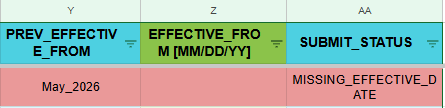 Y
Z
AA
PREV_EFFECTIV
E_FROM
EFFECTIVE_FRO
M [MM/DD/YY]
SUBMIT_STATUS
May_2026
MISSING_EFFECTIVE_D
ATE